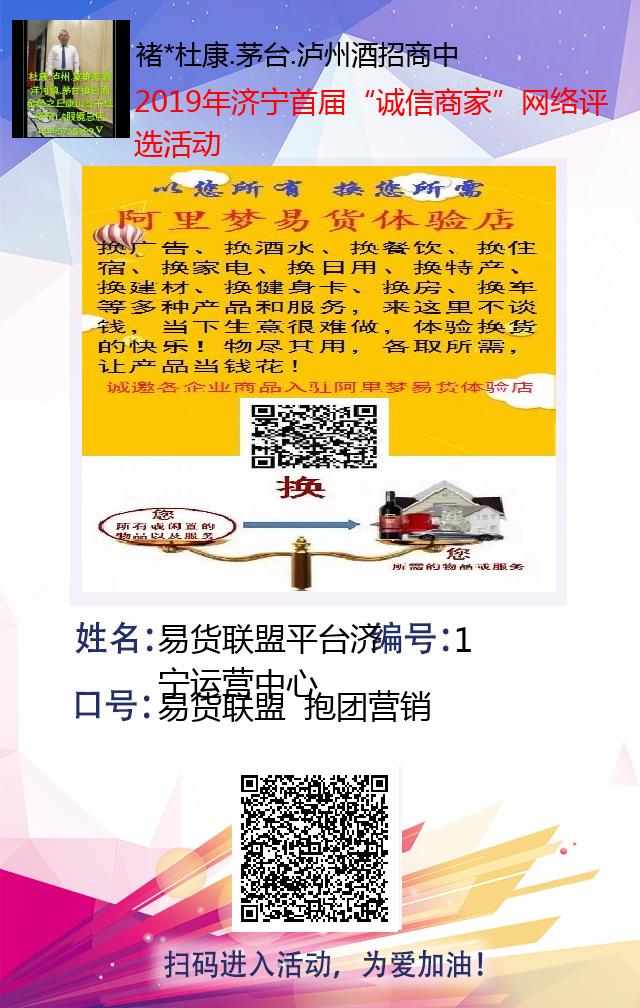 褚*杜康.茅台.泸州酒招商中
2019年济宁首届“诚信商家”网络评
选活动
以您所有 换您所需
阿里梦易货体验店
换广告、换酒水、换餐饮、换住
宿、换家电、换日用、换特产、
换建材、换健身卡、换房、换车
等多种产品和服务，来这里不谈
钱，当下生意很难做，体验换货
的快乐！物尽其用，各取所需，
让产品当钱花！
诚邀各企业商品入驻阿里梦易货体验店
换
您
所有或闲置的
物品以及服务
您
所需的物品或服务
姓名：易货联盟平台济
宁运营中心
编号：1
口号：易货联盟 抱团营销
扫码进入活动，为爱加油！